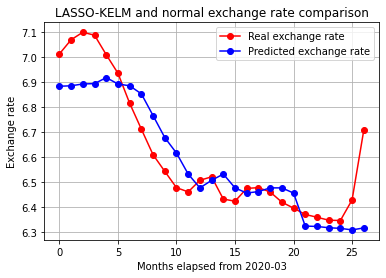 LASSO-KELM and normal exchange rate comparison
Real exchange rate
Predicted exchange rate
7.1
7.0
6.9
6.8
6.7
6.6
6.5
6.4
6.3
Exchange rate
0 5 10 15 20 25
Months elapsed from 2020-03